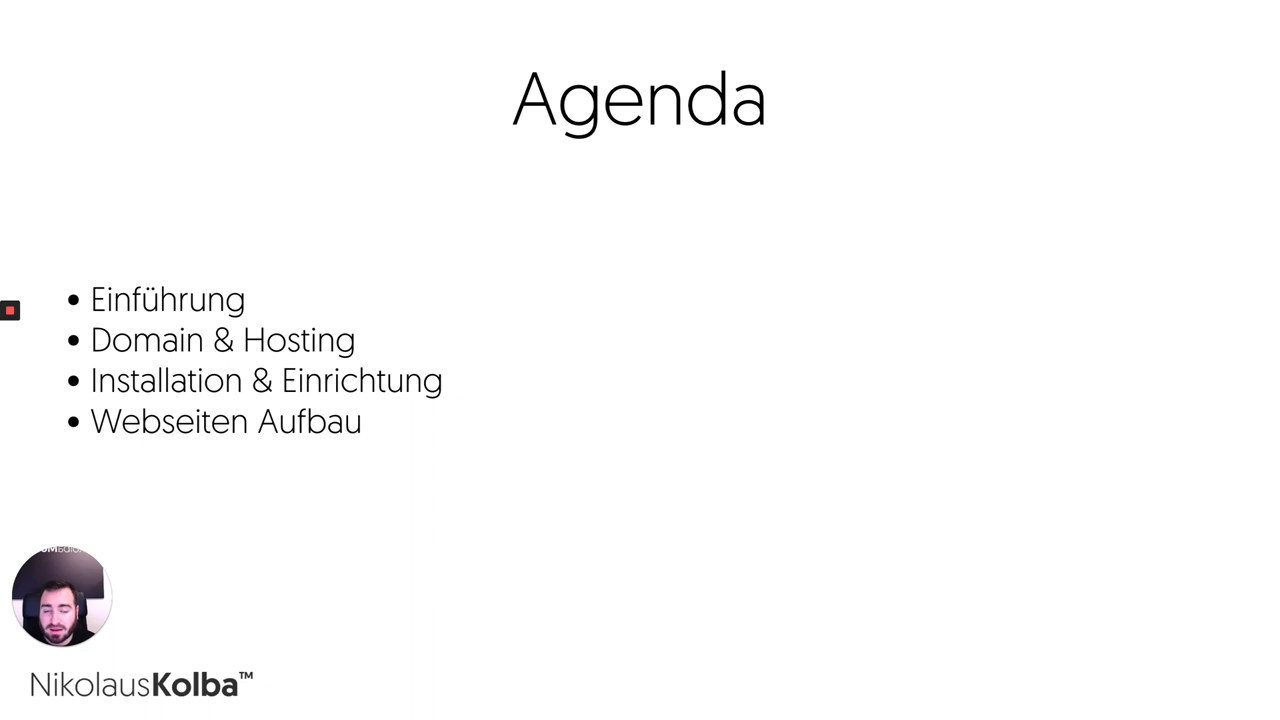 Agenda
• Einführung
• Domain & Hosting
• Installation & Einrichtung
• Webseiten Aufbau
NikolausKolba™